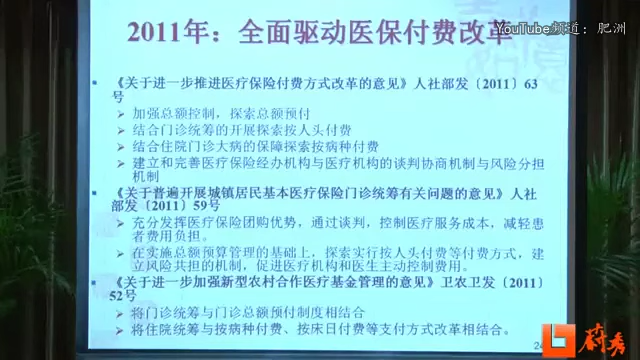 YouTube频道：肥洲
2011年：全面驱动医保付费改革
《关于进一步推进医疗保险付费方式改革的意见》人社部发〔2011〕63
号
加强总额控制，探索总额预付
结合门诊统筹的开展探索按人头付费
结合住院门诊大病的保障探索按病种付费
建立和完善医疗保险经办机构与医疗机构的谈判协商机制与风险分担
机制
《关于普遍开展城镇居民基本医疗保险门诊统筹有关问题的意见》人社
部发〔2011〕59号
充分发挥医疗保险团购优势，通过谈判，控制医疗服务成本，减轻患
者费用负担。
在实施总额预算管理的基础上，探索实行按人头付费等付费方式，建
立风险共担的机制，促进医疗机构和医生主动控制费用。
《关于进一步加强新型农村合作医疗基金管理的意见》卫农卫发〔2011〕
52号
将门诊统筹与门诊总额预付制度相结合
将住院统筹与按病种付费、按床日付费等支付方式改革相结合。
24
蔚秀